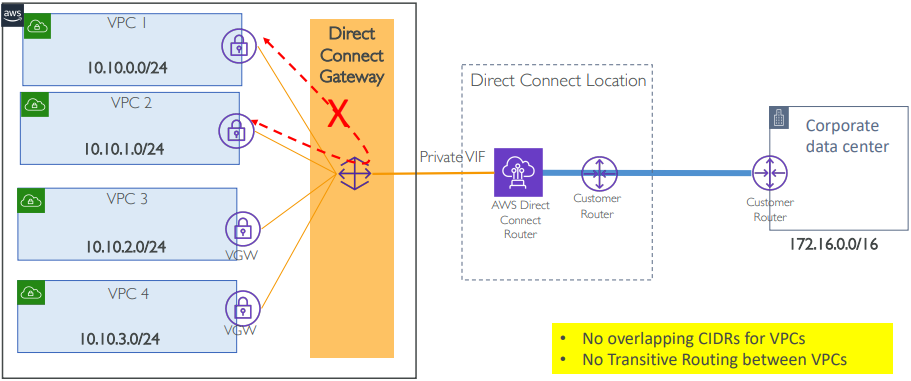 aws
VPC 1
10.10.0.0/24
VPC 2
10.10.1.0/24
VPC 3
10.10.2.0/24
VGW
VPC 4
10.10.3.0/24
VGW
Direct
Connect
Gateway
X
Private VIF
Direct Connect Location
AWS Direct
Connect
Router
Customer
Router
Corporate
data center
Customer
Router
172.16.0.0/16
• No overlapping CIDRs for VPCs
• No Transitive Routing between VPCs